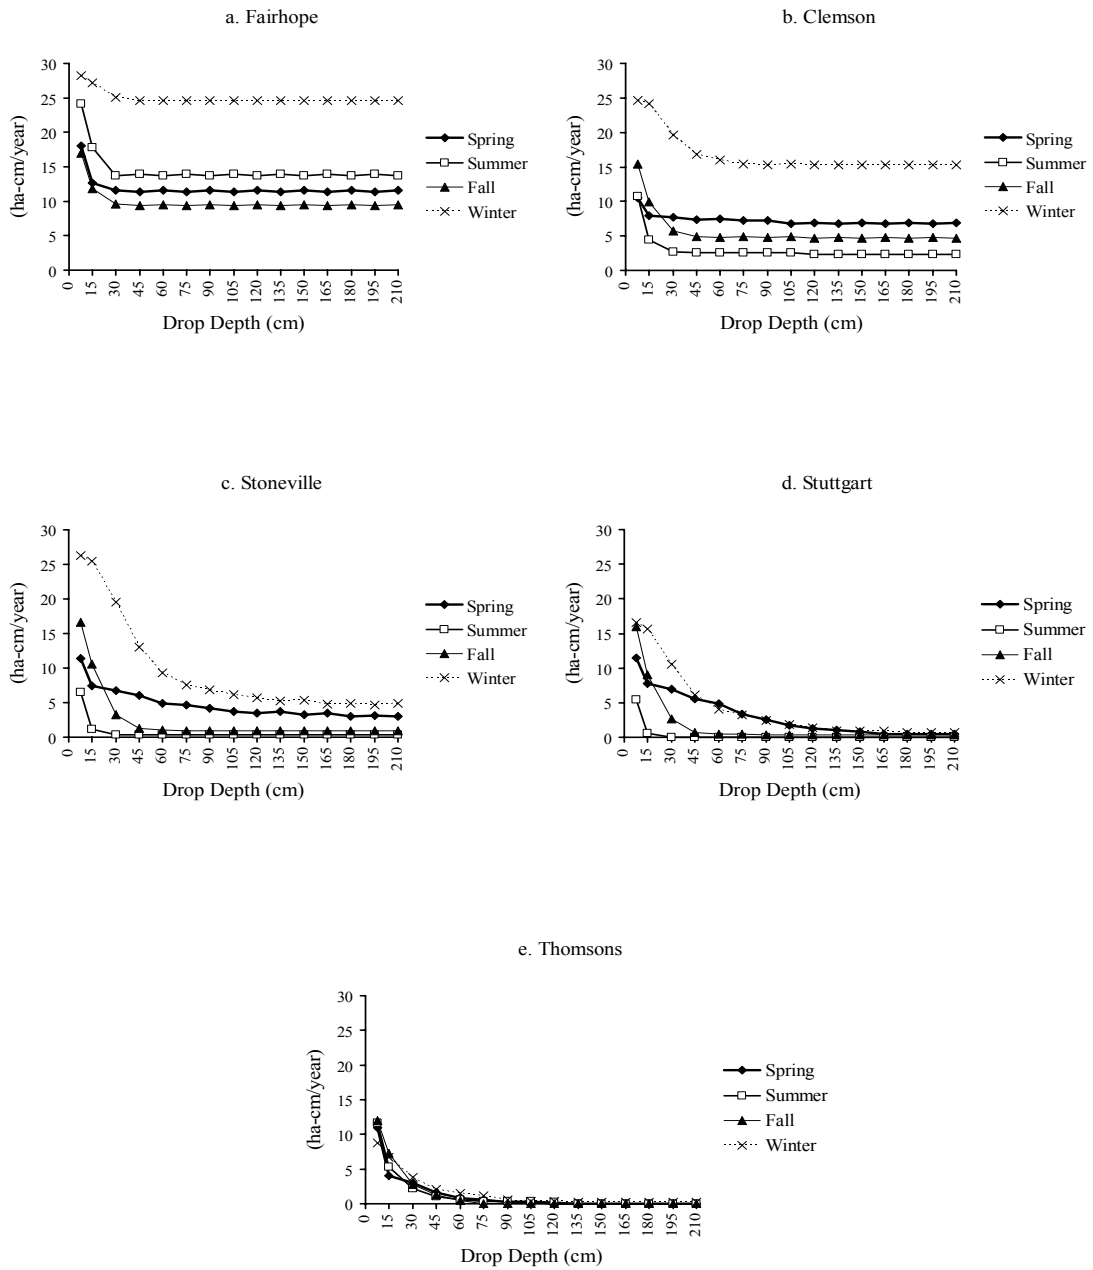 a. Fairhope
30
25
20
15
10
5
0
(ha-cm/year)
0 15 30 45 60 75 90 105 120 135 150 165 180 195 210
Drop Depth (cm)
Spring
Summer
Fall
Winter
b. Clemson
30
25
20
15
10
5
0
(ha-cm/year)
0 15 30 45 60 75 90 105 120 135 150 165 180 195 210
Drop Depth (cm)
Spring
Summer
Fall
Winter
c. Stoneville
30
25
20
15
10
5
0
(ha-cm/year)
0 15 30 45 60 75 90 105 120 135 150 165 180 195 210
Drop Depth (cm)
Spring
Summer
Fall
Winter
d. Stuttgart
30
25
20
15
10
5
0
(ha-cm/year)
0 15 30 45 60 75 90 105 120 135 150 165 180 195 210
Drop Depth (cm)
Spring
Summer
Fall
Winter
e. Thomsons
30
25
20
15
10
5
0
(ha-cm/year)
0 15 30 45 60 75 90 105 120 135 150 165 180 195 210
Drop Depth (cm)
Spring
Summer
Fall
Winter